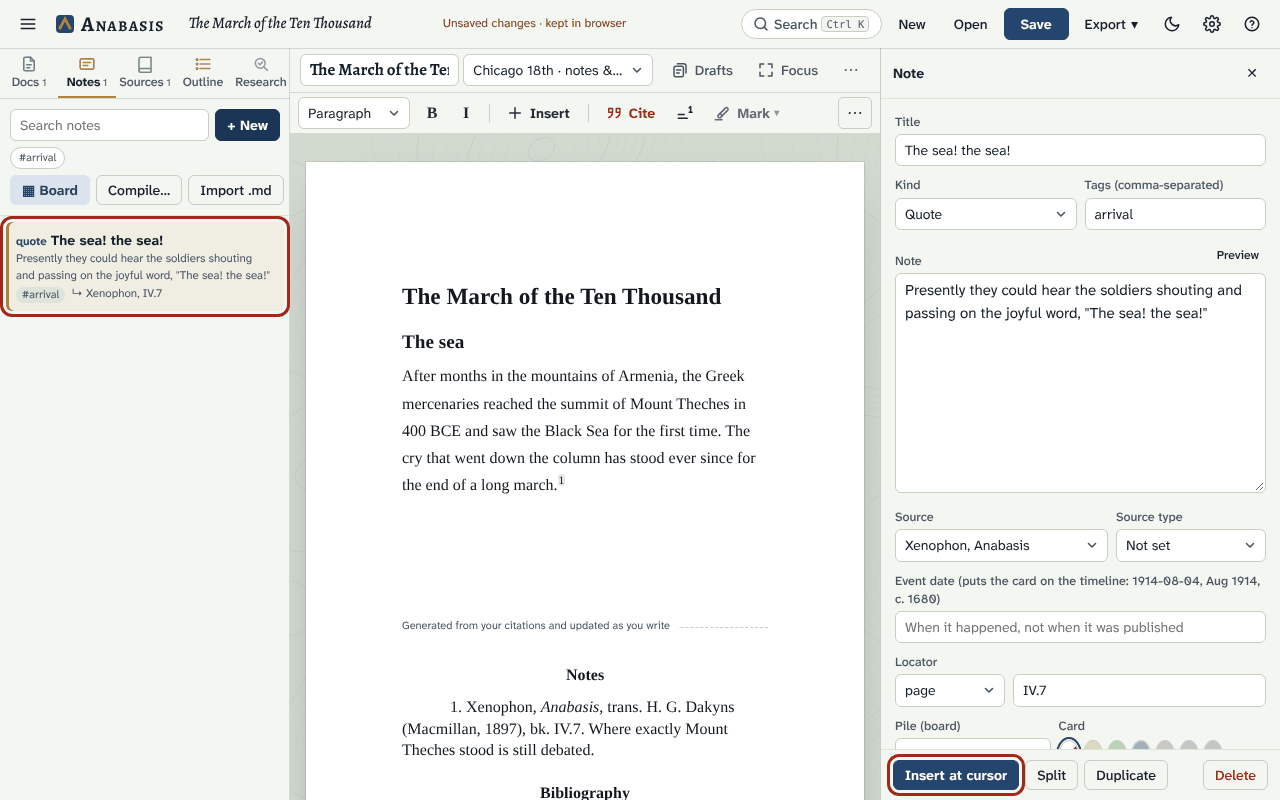 ANABASIS
The March of the Ten Thousand
Unsaved changes · kept in browser
Search Ctrl K
New
Open
Save
Export ▾
Docs 1
Notes 1
Sources 1
Outline
Research
Search notes
+ New
#arrival
Board
Compile...
Import .md
quote The sea! the sea!
Presently they could hear the soldiers shouting
and passing on the joyful word, "The sea! the sea!"
#arrival ↳ Xenophon, IV.7
The March of the Te
Chicago 18th · notes &...
Drafts
Focus
...
Paragraph
B
I
+ Insert
Cite
1
Mark ▾
...
The March of the Ten Thousand
The sea
After months in the mountains of Armenia, the Greek
mercenaries reached the summit of Mount Theches in
400 BCE and saw the Black Sea for the first time. The
cry that went down the column has stood ever since for
the end of a long march.1
Generated from your citations and updated as you write
Notes
1. Xenophon, Anabasis, trans. H. G. Dakyns
(Macmillan, 1897), bk. IV.7. Where exactly Mount
Theches stood is still debated.
Bibliography
Note
Title
The sea! the sea!
Kind
Tags (comma-separated)
Quote
arrival
Note
Preview
Presently they could hear the soldiers shouting and
passing on the joyful word, "The sea! the sea!"
Source
Source type
Xenophon, Anabasis
Not set
Event date (puts the card on the timeline: 1914-08-04, Aug 1914,
c. 1680)
When it happened, not when it was published
Locator
page
IV.7
Pile (board)
Card
Insert at cursor
Split
Duplicate
Delete